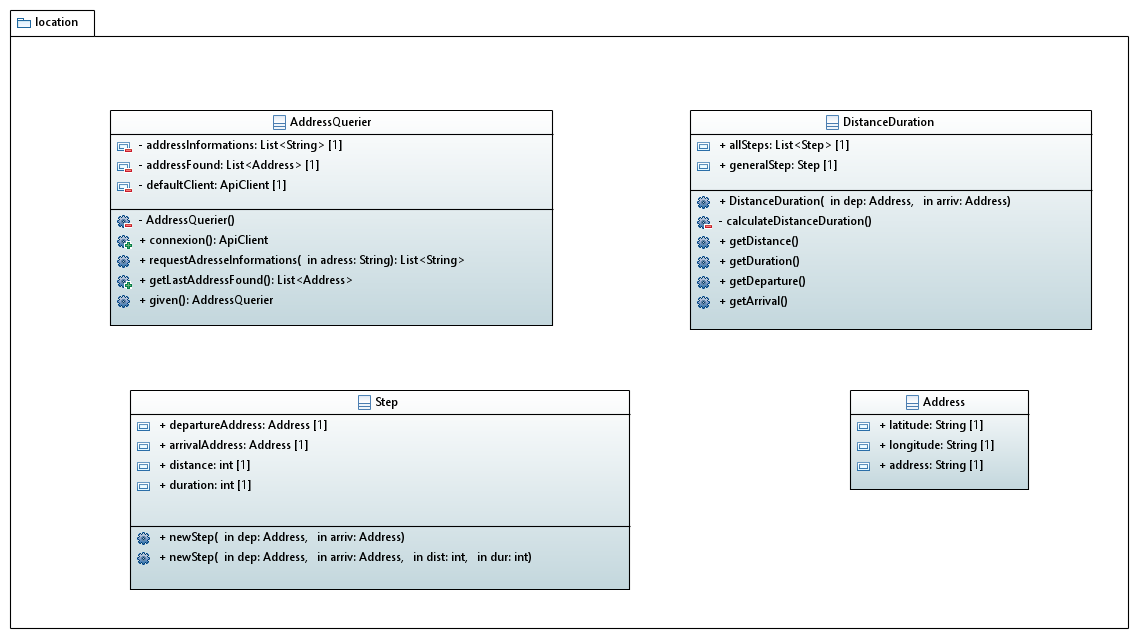 location
AddressQuerier
- addressInformations: List<String> [1]
- addressFound: List<Address> [1]
- defaultClient: ApiClient [1]
- AddressQuerier()
+ connexion(): ApiClient
+ requestAdresseInformations( in adress: String): List<String>
+ getLastAddressFound(): List<Address>
+ given(): AddressQuerier
DistanceDuration
+ allSteps: List<Step> [1]
+ generalStep: Step [1]
+ DistanceDuration( in dep: Address, in arriv: Address)
- calculateDistanceDuration()
+ getDistance()
+ getDuration()
+ getDeparture()
+ getArrival()
Step
+ departureAddress: Address [1]
+ arrivalAddress: Address [1]
+ distance: int [1]
+ duration: int [1]
+ newStep( in dep: Address, in arriv: Address)
+ newStep( in dep: Address, in arriv: Address, in dist: int, in dur: int)
Address
+ latitude: String [1]
+ longitude: String [1]
+ address: String [1]